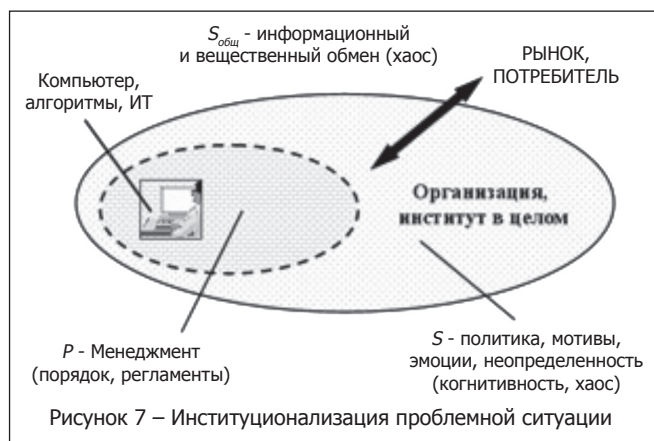 Sобщ - информационный
и вещественный обмен (хаос)
РЫНОК,
ПОТРЕБИТЕЛЬ
Компьютер,
алгоритмы, ИТ
Организация,
институт в целом
P - Менеджмент
(порядок, регламенты)
S - политика, мотивы,
эмоции, неопределенность
(когнитивность, хаос)
Рисунок 7 – Институционализация проблемной ситуации